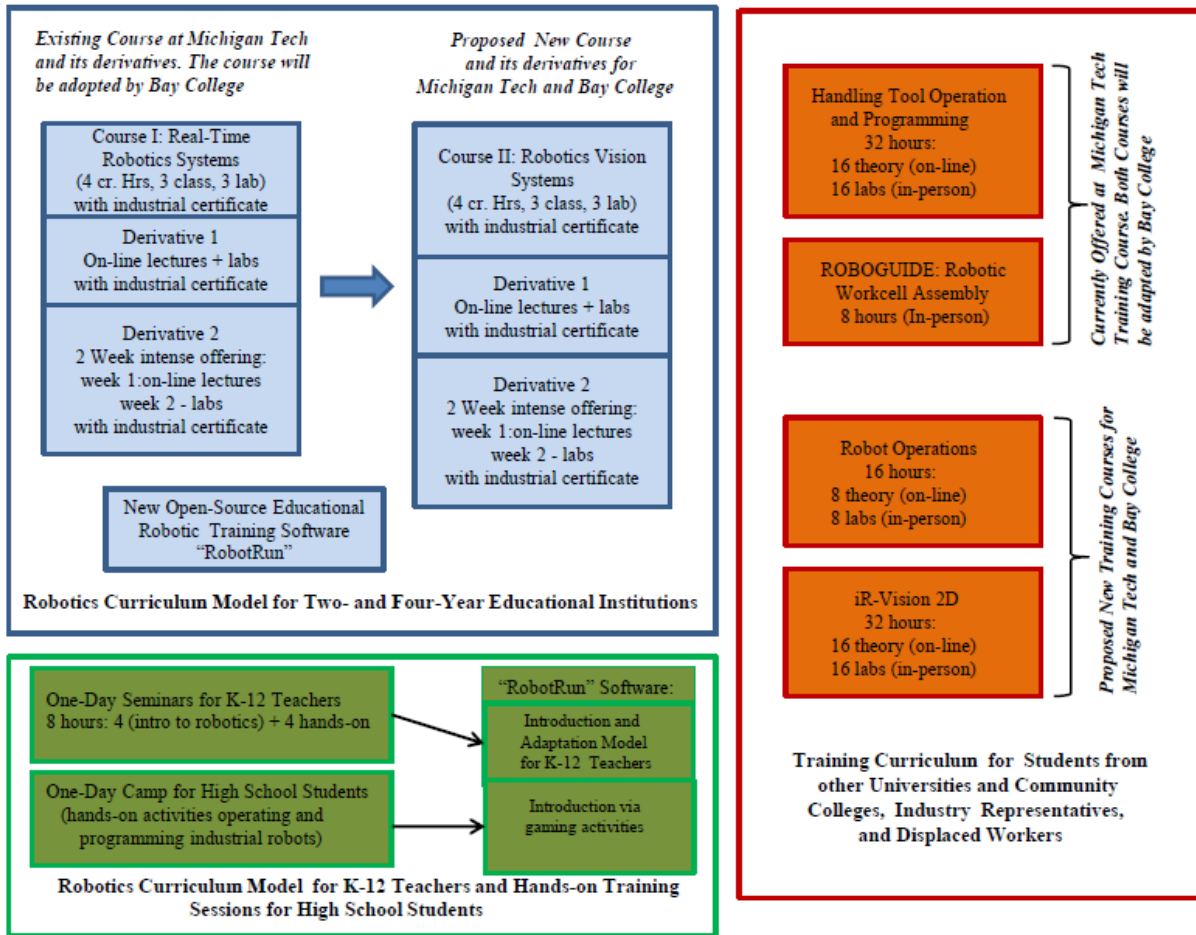 Existing Course at Michigan Tech
and its derivatives. The course will
be adopted by Bay College
Course I: Real-Time
Robotics Systems
(4 cr. Hrs, 3 class, 3 lab)
with industrial certificate
Derivative 1
On-line lectures + labs
with industrial certificate
Derivative 2
2 Week intense offering:
week 1:on-line lectures
week 2 - labs
with industrial certificate
Proposed New Course
and its derivatives for
Michigan Tech and Bay College
Course II: Robotics Vision
Systems
(4 cr. Hrs, 3 class, 3 lab)
with industrial certificate
Derivative 1
On-line lectures + labs
with industrial certificate
Derivative 2
2 Week intense offering:
week 1:on-line lectures
week 2 - labs
with industrial certificate
New Open-Source Educational
Robotic Training Software
“RobotRun”
Robotics Curriculum Model for Two- and Four-Year Educational Institutions
One-Day Seminars for K-12 Teachers
8 hours: 4 (intro to robotics) + 4 hands-on
One-Day Camp for High School Students
(hands-on activities operating and
programming industrial robots)
“RobotRun” Software:
Introduction and
Adaptation Model
for K-12 Teachers
Introduction via
gaming activities
Robotics Curriculum Model for K-12 Teachers and Hands-on Training
Sessions for High School Students
Handling Tool Operation
and Programming
32 hours:
16 theory (on-line)
16 labs (in-person)
ROBOGUIDE: Robotic
Workcell Assembly
8 hours (In-person)
Currently Offered at Michigan Tech
Training Course. Both Courses will
be adapted by Bay College
Robot Operations
16 hours:
8 theory (on-line)
8 labs (in-person)
iR-Vision 2D
32 hours:
16 theory (on-line)
16 labs (in-person)
Proposed New Training Courses for
Michigan Tech and Bay College
Training Curriculum for Students from
other Universities and Community
Colleges, Industry Representatives,
and Displaced Workers